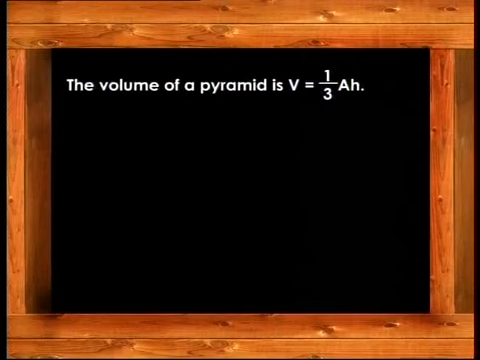 The volume of a pyramid is V = 1/3 Ah.